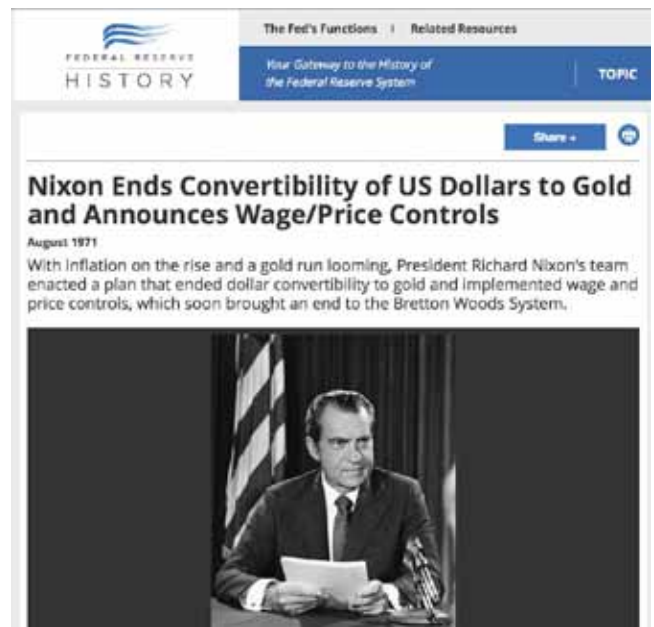 The Fed's Functions | Related Resources
FEDERAL RESERVE
HISTORY
Your Gateway to the History of
the Federal Reserve System
TOPIC
Share +
Nixon Ends Convertibility of US Dollars to Gold
and Announces Wage/Price Controls
August 1971
With inflation on the rise and a gold run looming, President Richard Nixon's team
enacted a plan that ended dollar convertibility to gold and implemented wage and
price controls, which soon brought an end to the Bretton Woods System.